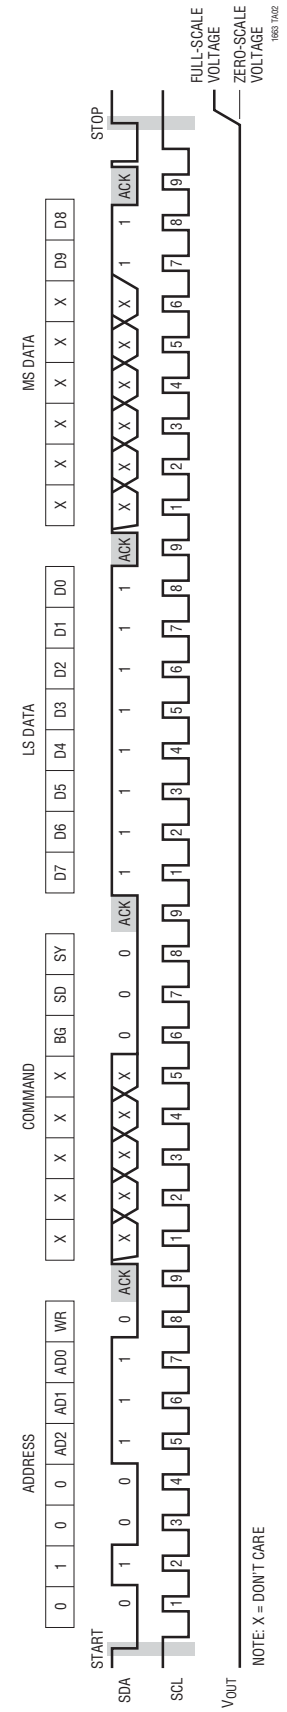 ADDRESS COMMAND LS DATA MS DATA
0 1 0 0 AD2 AD1 AD0 WR X X X X X BG SD SY D7 D6 D5 D4 D3 D2 D1 D0 X X X X X X D9 D8
START STOP
SDA 0 1 0 0 1 1 1 0 ACK X X X X X 0 0 0 ACK 1 1 1 1 1 1 1 1 ACK X X X X X X 1 1 ACK
SCL 1 2 3 4 5 6 7 8 9 1 2 3 4 5 6 7 8 9 1 2 3 4 5 6 7 8 9 1 2 3 4 5 6 7 8 9
FULL-SCALE
VOLTAGE
VOUT
ZERO-SCALE
VOLTAGE
NOTE: X = DON'T CARE
1663 TA02